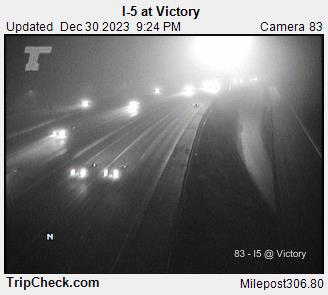 I-5 at Victory
Updated Dec 30 2023 9:24 PM Camera 83
T
N
83 - I5 @ Victory
TripCheck.com Milepost306.80